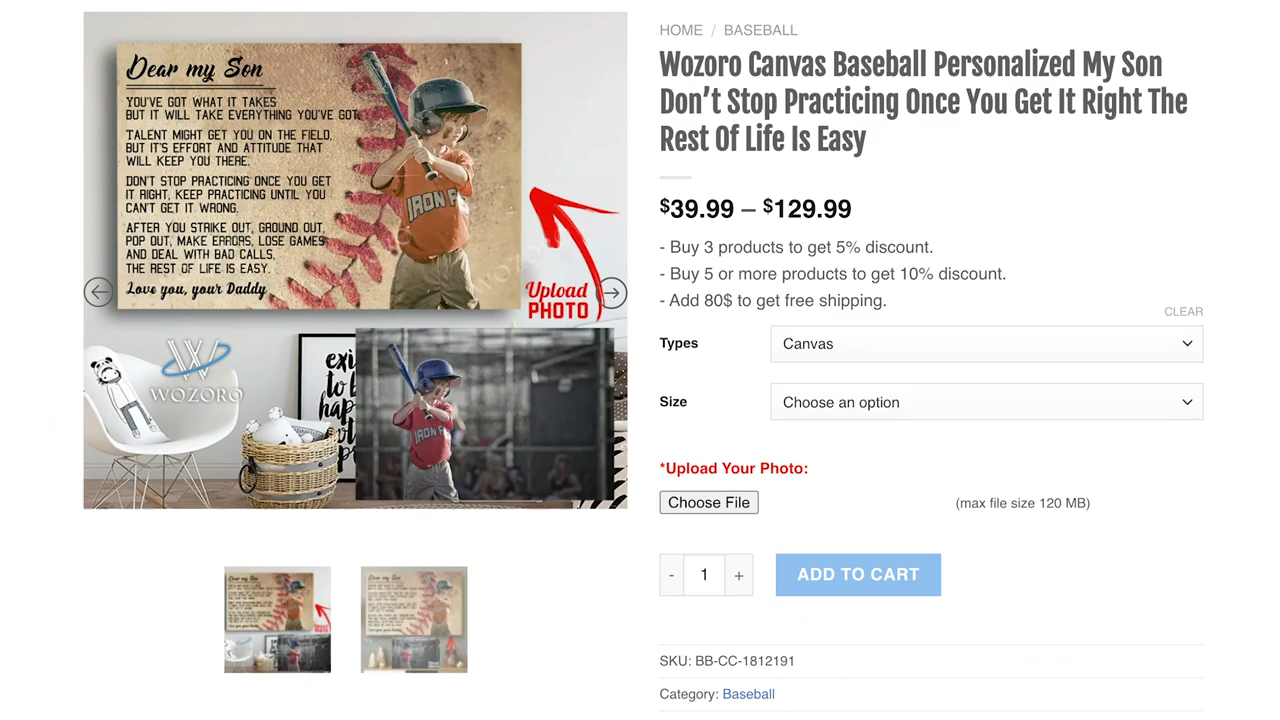 Dear my Son
YOU'VE GOT WHAT IT TAKES
BUT IT WILL TAKE EVERYTHING YOU'VE GOT.
TALENT MIGHT GET YOU ON THE FIELD,
BUT IT'S EFFORT AND ATTITUDE THAT
WILL KEEP YOU THERE.
DON'T STOP PRACTICING ONCE YOU GET
IT RIGHT, KEEP PRACTICING UNTIL YOU
CAN'T GET IT WRONG.
AFTER YOU STRIKE OUT, GROUND OUT,
POP OUT, MAKE ERRORS, LOSE GAMES
AND DEAL WITH BAD CALLS,
THE REST OF LIFE IS EASY.
Love you, your Daddy
IRON P
WOZORO
Upload
PHOTO
W
WOZORO
exi
to b
hap
IRON P
HOME / BASEBALL
Wozoro Canvas Baseball Personalized My Son
Don’t Stop Practicing Once You Get It Right The
Rest Of Life Is Easy
$39.99 – $129.99
- Buy 3 products to get 5% discount.
- Buy 5 or more products to get 10% discount.
- Add 80$ to get free shipping.
CLEAR
Types
Canvas
Size
Choose an option
*Upload Your Photo:
Choose File
(max file size 120 MB)
- 1 +
ADD TO CART
SKU: BB-CC-1812191
Category: Baseball